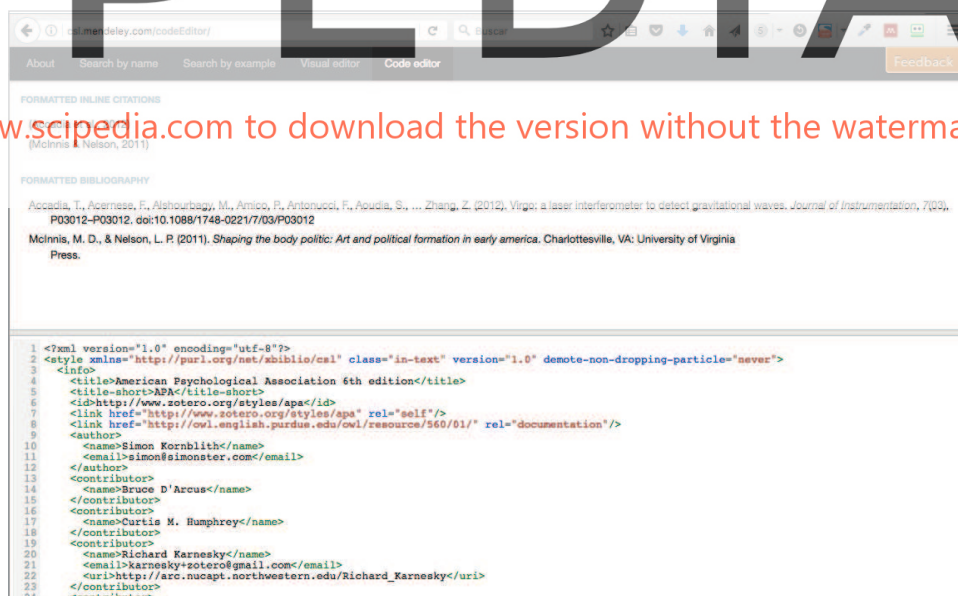 PEDIA
csl.mendeley.com/codeEditor/
Buscar
About Search by name Search by example Visual editor Code editor Feedback
FORMATTED INLINE CITATIONS
(Accadia et al., 2012)
w.scipedia.com to download the version without the waterma
(McInnis & Nelson, 2011)
FORMATTED BIBLIOGRAPHY
Accadia, T., Acernese, F., Alshourbagy, M., Amico, P., Antonucci, F., Aoudia, S., … Zhang, Z. (2012). Virgo: a laser interferometer to detect gravitational waves. Journal of Instrumentation, 7(03),
P03012–P03012. doi:10.1088/1748-0221/7/03/P03012
McInnis, M. D., & Nelson, L. P. (2011). Shaping the body politic: Art and political formation in early america. Charlottesville, VA: University of Virginia
Press.
1 <?xml version="1.0" encoding="utf-8"?>
2 <style xmlns="http://purl.org/net/xbiblio/csl" class="in-text" version="1.0" demote-non-dropping-particle="never">
3 <info>
4 <title>American Psychological Association 6th edition</title>
5 <title-short>APA</title-short>
6 <id>http://www.zotero.org/styles/apa</id>
7 <link href="http://www.zotero.org/styles/apa" rel="self"/>
8 <link href="http://owl.english.purdue.edu/owl/resource/560/01/" rel="documentation"/>
9 <author>
10 <name>Simon Kornblith</name>
11 <email>simon@simonster.com</email>
12 </author>
13 <contributor>
14 <name>Bruce D'Arcus</name>
15 </contributor>
16 <contributor>
17 <name>Curtis M. Humphrey</name>
18 </contributor>
19 <contributor>
20 <name>Richard Karnesky</name>
21 <email>karnesky+zotero@gmail.com</email>
22 <uri>http://arc.nucapt.northwestern.edu/Richard_Karnesky</uri>
23 </contributor>